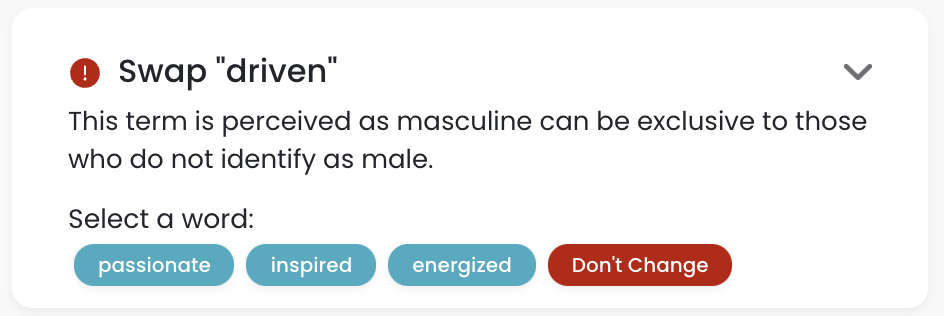 Swap "driven"
This term is perceived as masculine can be exclusive to those
who do not identify as male.
Select a word:
passionate inspired energized Don't Change